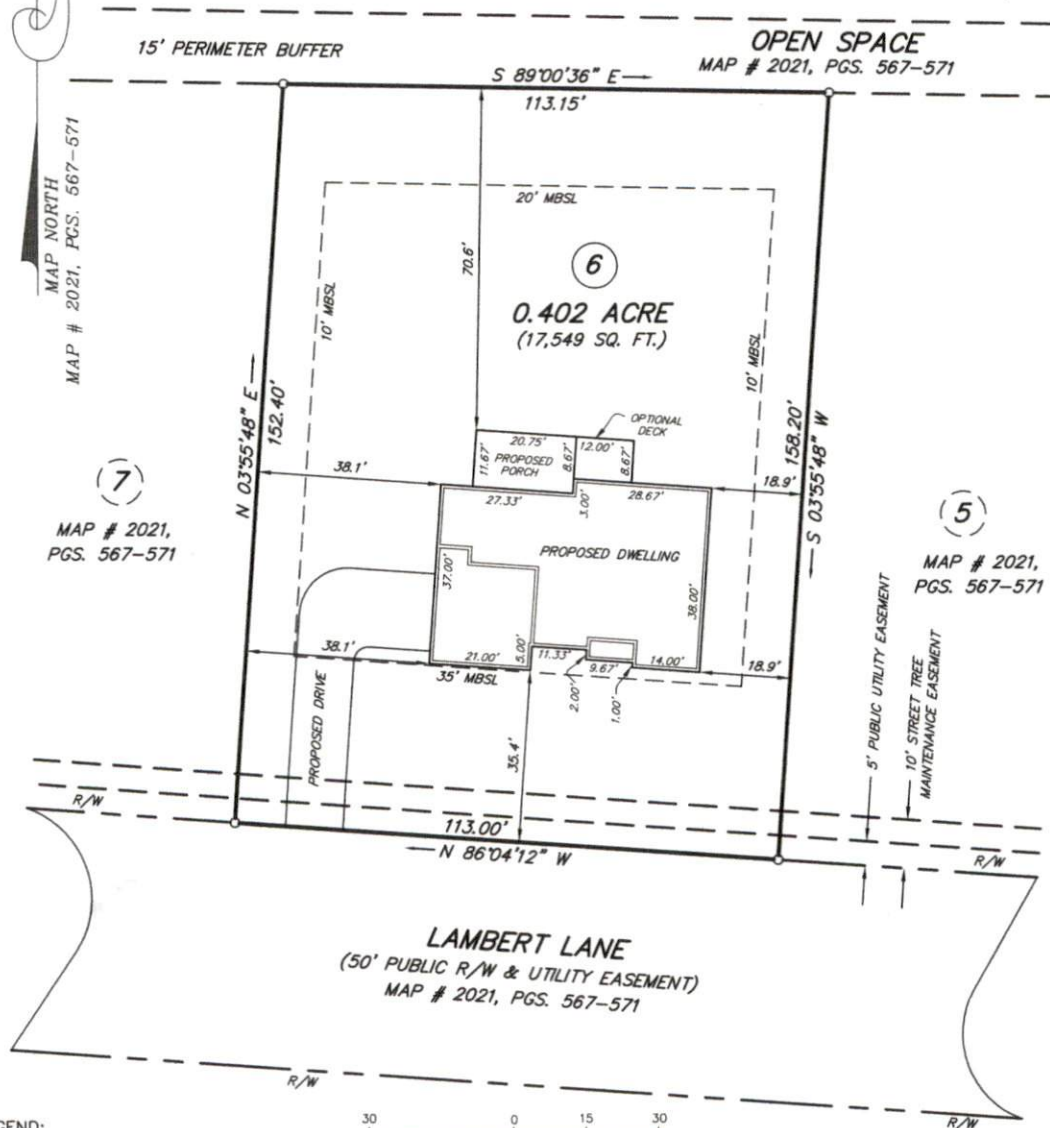 15' PERIMETER BUFFER
OPEN SPACE
MAP # 2021, PGS. 567-571
S 89°00'36" E
113.15'
MAP NORTH
MAP # 2021, PGS. 567-571
20' MBSL
70.6'
6
0.402 ACRE
(17,549 SQ. FT.)
10' MBSL
10' MBSL
N 03°55'48" E
152.40'
158.20'
S 03°55'48" W
OPTIONAL
DECK
20.75'
12.00'
11.67'
PROPOSED
PORCH
8.67'
8.67'
38.1'
18.9'
27.33'
3.00'
28.67'
7
MAP # 2021,
PGS. 567-571
5
MAP # 2021,
PGS. 567-571
PROPOSED DWELLING
37.00'
38.00'
38.1'
21.00'
5.00'
11.33'
2.00'
9.67'
1.00'
14.00'
18.9'
35' MBSL
35.4'
PROPOSED DRIVE
5' PUBLIC UTILITY EASEMENT
10' STREET TREE
MAINTENANCE EASEMENT
R/W
113.00'
N 86°04'12" W
R/W
LAMBERT LANE
(50' PUBLIC R/W & UTILITY EASEMENT)
MAP # 2021, PGS. 567-571
R/W
R/W
30 0 15 30